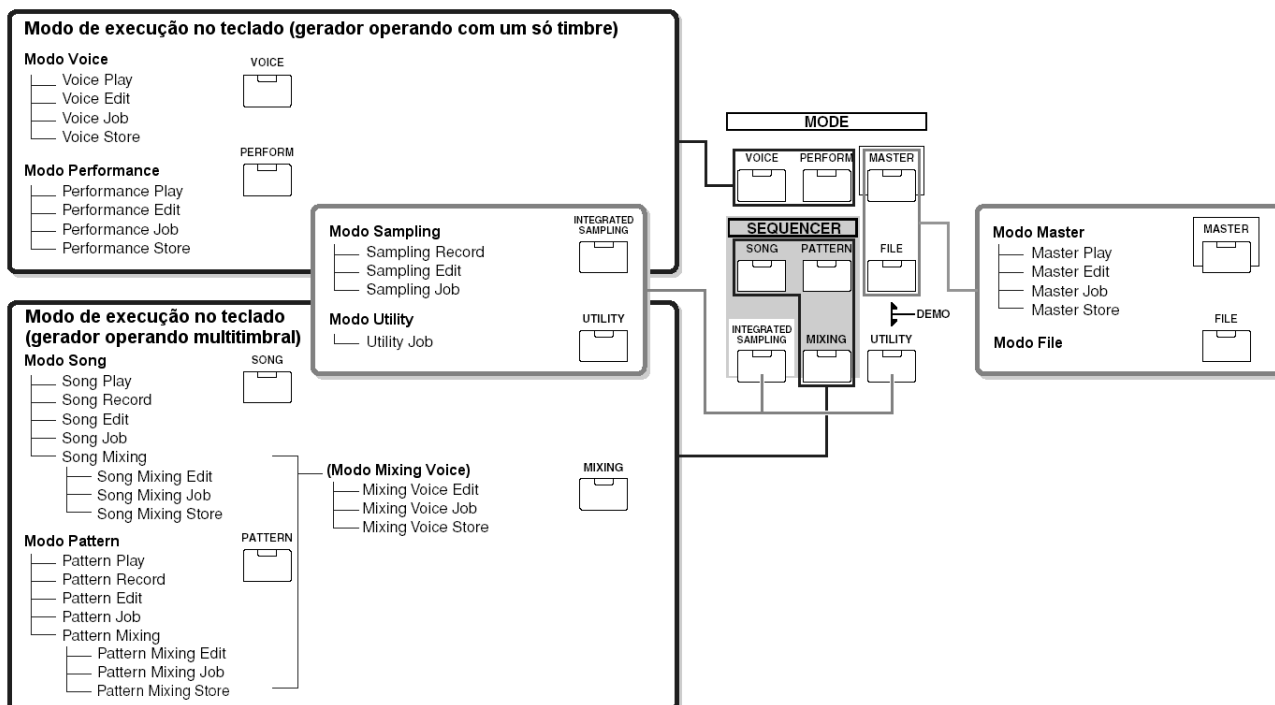 Modo de execução no teclado (gerador operando com um só timbre)
Modo Voice
VOICE
Voice Play
Voice Edit
Voice Job
Voice Store
Modo Performance
PERFORM
Performance Play
Performance Edit
Performance Job
Performance Store
Modo Sampling
INTEGRATED
SAMPLING
Sampling Record
Sampling Edit
Sampling Job
Modo Utility
UTILITY
Utility Job
Modo de execução no teclado
(gerador operando multitimbral)
Modo Song
SONG
Song Play
Song Record
Song Edit
Song Job
Song Mixing
Song Mixing Edit
Song Mixing Job
Song Mixing Store
Modo Pattern
PATTERN
Pattern Play
Pattern Record
Pattern Edit
Pattern Job
Pattern Mixing
Pattern Mixing Edit
Pattern Mixing Job
Pattern Mixing Store
(Modo Mixing Voice)
MIXING
Mixing Voice Edit
Mixing Voice Job
Mixing Voice Store
MODE
VOICE PERFORM MASTER
SEQUENCER
SONG PATTERN FILE
DEMO
INTEGRATED
SAMPLING MIXING UTILITY
Modo Master
MASTER
Master Play
Master Edit
Master Job
Master Store
Modo File
FILE